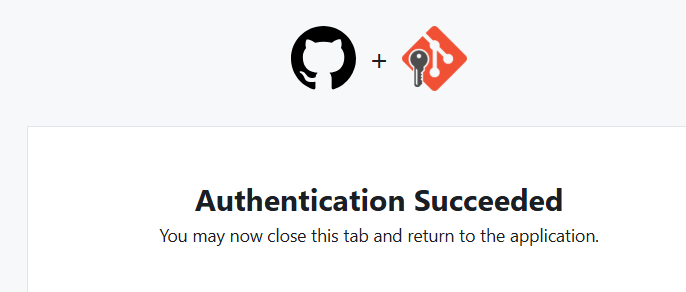 +
Authentication Succeeded
You may now close this tab and return to the application.